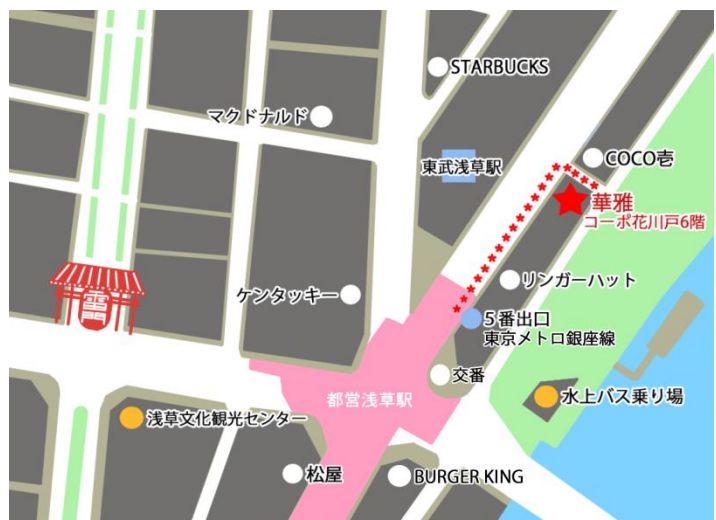 STARBUCKS
マクドナルド
COCO壱
東武浅草駅
華雅
コーポ花川戸6階
雷門
ケンタッキー
リンガーハット
5番出口
東京メトロ銀座線
交番
都営浅草駅
水上バス乗り場
浅草文化観光センター
松屋
BURGER KING